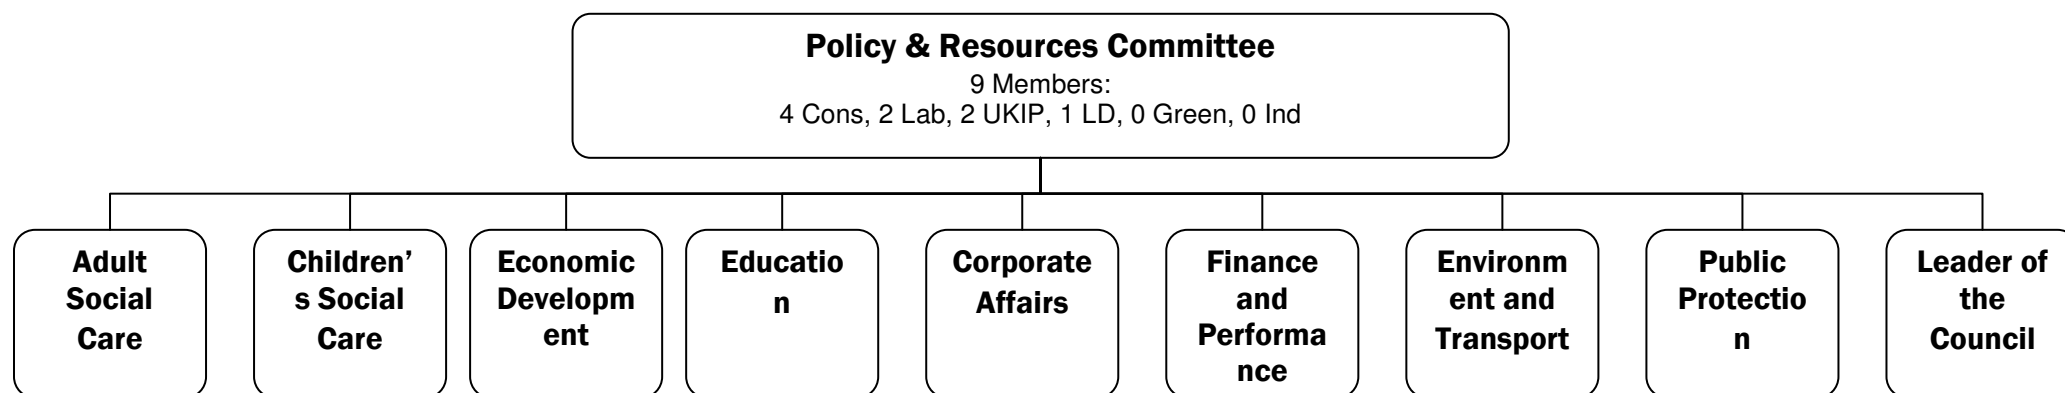 Policy & Resources Committee
9 Members:
4 Cons, 2 Lab, 2 UKIP, 1 LD, 0 Green, 0 Ind
Adult
Social
Care
Children’
s Social
Care
Economic
Developm
ent
Educatio
n
Corporate
Affairs
Finance
and
Performa
nce
Environm
ent and
Transport
Public
Protectio
n
Leader of
the
Council